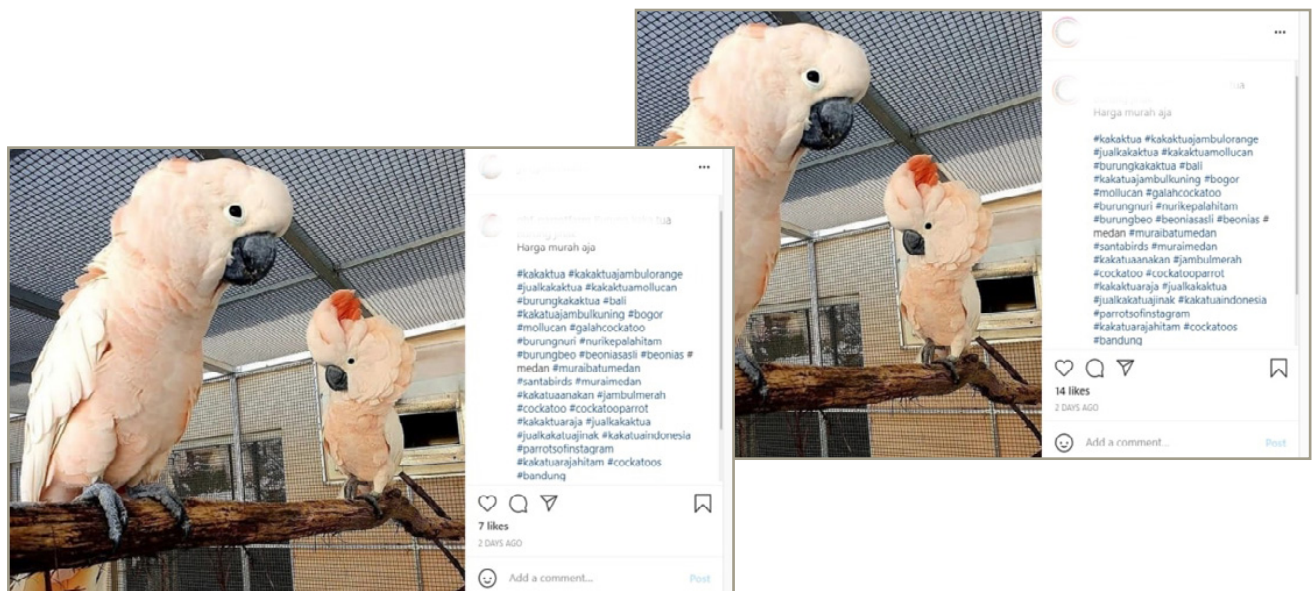 tua
Harga murah aja
#kakaktua #kakaktuajambulorange
#jualkakaktua #kakaktuamollucan
#burungkakaktua #bali
#kakatuajambulkuning #bogor
#mollucan #galahcockatoo
#burungnuri #nurikepalahitam
#burungbeo #beoniasasli #beonias #
medan #muraibatumedan
#santabirds #muraimedan
#kakatuaanakan #jambulmerah
#cockatoo #cockatooparrot
#kakaktuaraja #jualkakaktua
#jualkakatuajinak #kakatuaindonesia
#parrotsofinstagram
#kakatuarajahitam #cockatoos
#bandung
7 likes
2 DAYS AGO
Add a comment...
Post
Harga murah aja
#kakaktua #kakaktuajambulorange
#jualkakaktua #kakaktuamollucan
#burungkakaktua #bali
#kakatuajambulkuning #bogor
#mollucan #galahcockatoo
#burungnuri #nurikepalahitam
#burungbeo #beoniasasli #beonias #
medan #muraibatumedan
#santabirds #muraimedan
#kakatuaanakan #jambulmerah
#cockatoo #cockatooparrot
#kakaktuaraja #jualkakaktua
#jualkakatuajinak #kakatuaindonesia
#parrotsofinstagram
#kakatuarajahitam #cockatoos
#bandung
14 likes
2 DAYS AGO
Add a comment...
Post